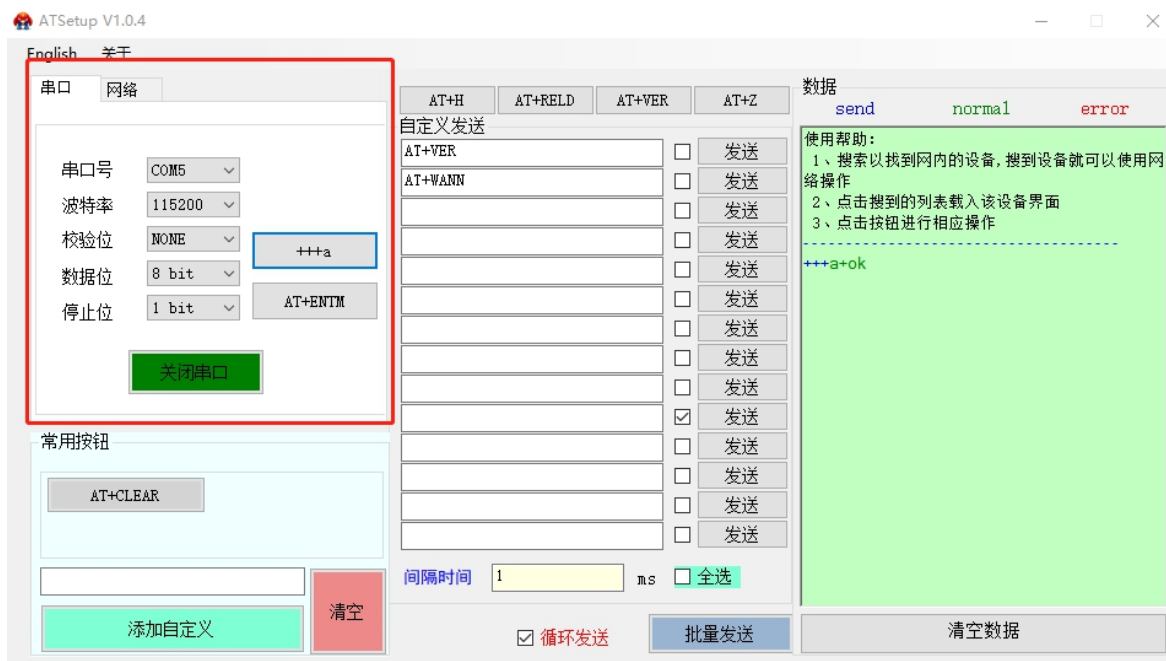 ATSetup V1.0.4
English 关于
串口 网络
串口号 COM5
波特率 115200
校验位 NONE
数据位 8 bit
停止位 1 bit
+++a
AT+ENTM
关闭串口
常用按钮
AT+CLEAR
添加自定义
清空
AT+H AT+RELD AT+VER AT+Z
自定义发送
AT+VER 发送
AT+WANN 发送
发送
发送
发送
发送
发送
发送
发送
发送
发送
发送
发送
发送
间隔时间 1 ms 全选
循环发送 批量发送
数据
send normal error
使用帮助:
1、搜索以找到网内的设备,搜到设备就可以使用网
络操作
2、点击搜到的列表载入该设备界面
3、点击按钮进行相应操作
------------------------------------
+++a+ok
清空数据